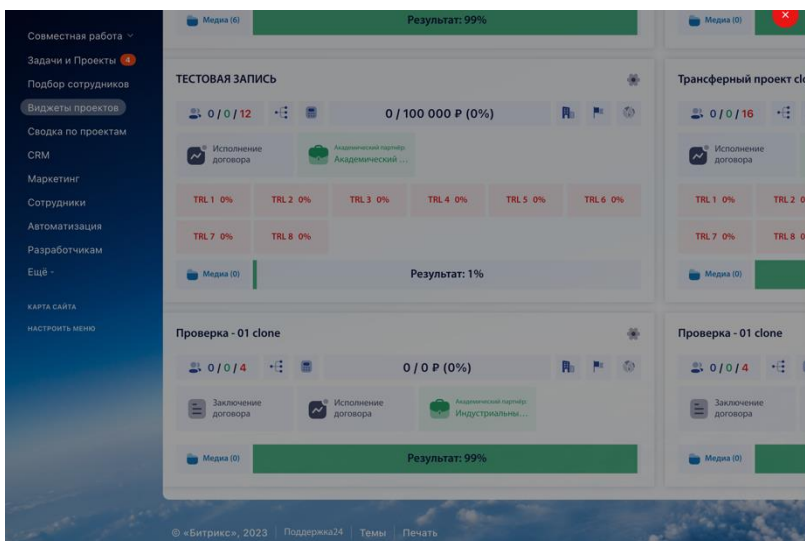 Совместная работа
Задачи и Проекты 4
Подбор сотрудников
Виджеты проектов
Сводка по проектам
CRM
Маркетинг
Сотрудники
Автоматизация
Разработчикам
Ещё -
КАРТА САЙТА
НАСТРОИТЬ МЕНЮ
Медиа (6) Результат: 99%
Медиа (0)
ТЕСТОВАЯ ЗАПИСЬ
0 / 0 / 12 0 / 100 000 ₽ (0%)
Исполнение
договора
Академический партнёр:
Академический ...
TRL 1 0% TRL 2 0% TRL 3 0% TRL 4 0% TRL 5 0% TRL 6 0%
TRL 7 0% TRL 8 0%
Медиа (0) Результат: 1%
Трансферный проект clo
0 / 0 / 16
Исполнение
договора
TRL 1 0% TRL 2 0
TRL 7 0% TRL 8 0
Медиа (0)
Проверка - 01 clone
0 / 0 / 4 0 / 0 ₽ (0%)
Заключение
договора
Исполнение
договора
Академический партнёр:
Индустриальны...
Медиа (0) Результат: 99%
Проверка - 01 clone
0 / 0 / 4
Заключение
договора
Исполнение
договора
Медиа (0)
© «Битрикс», 2023 Поддержка24 Темы Печать